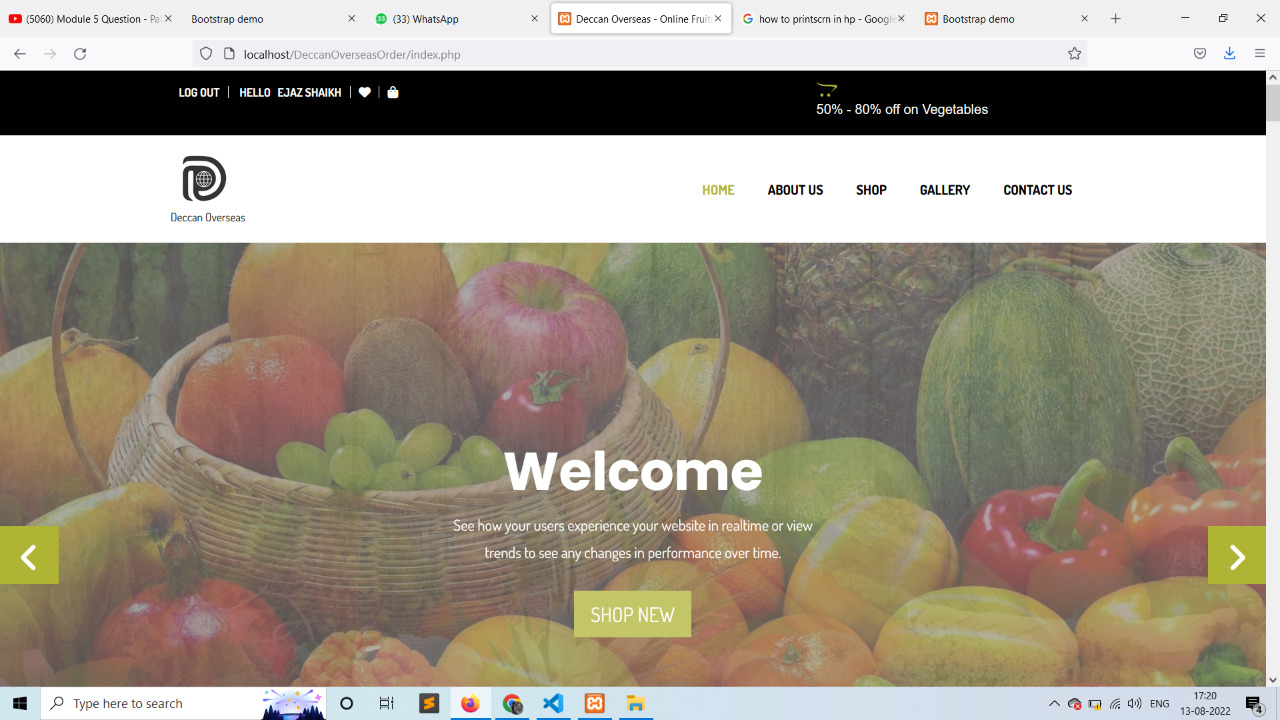 (5060) Module 5 Question - Pa
Bootstrap demo
(33) WhatsApp
Deccan Overseas - Online Fruits
how to printscrn in hp - Google
Bootstrap demo
localhost/DeccanOverseasOrder/index.php
LOG OUT
HELLO EJAZ SHAIKH
50% - 80% off on Vegetables
Deccan Overseas
HOME
ABOUT US
SHOP
GALLERY
CONTACT US
Welcome
See how your users experience your website in realtime or view
trends to see any changes in performance over time.
SHOP NEW
Type here to search
ENG
17:20
13-08-2022
4